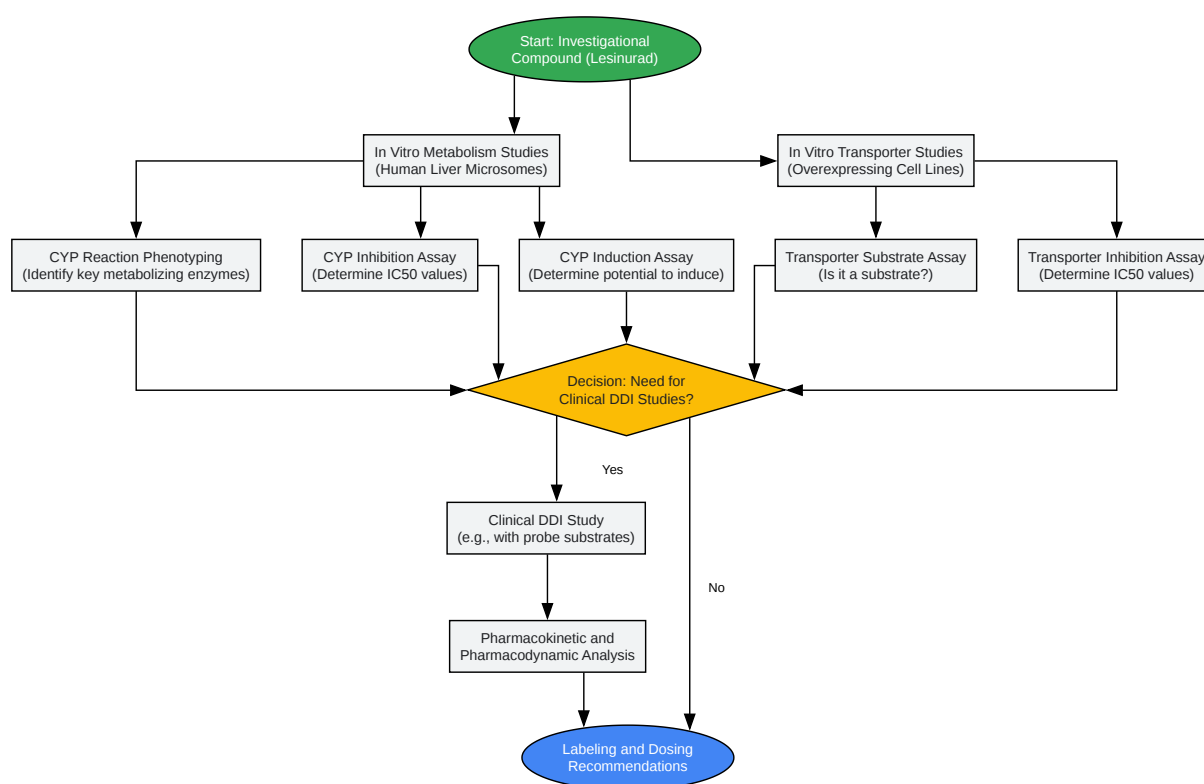 Start: Investigational
Compound (Lesinurad)
In Vitro Metabolism Studies
(Human Liver Microsomes)
In Vitro Transporter Studies
(Overexpressing Cell Lines)
CYP Reaction Phenotyping
(Identify key metabolizing enzymes)
CYP Inhibition Assay
(Determine IC50 values)
CYP Induction Assay
(Determine potential to induce)
Transporter Substrate Assay
(Is it a substrate?)
Transporter Inhibition Assay
(Determine IC50 values)
Decision: Need for
Clinical DDI Studies?
Yes
Clinical DDI Study
(e.g., with probe substrates)
No
Pharmacokinetic and
Pharmacodynamic Analysis
Labeling and Dosing
Recommendations